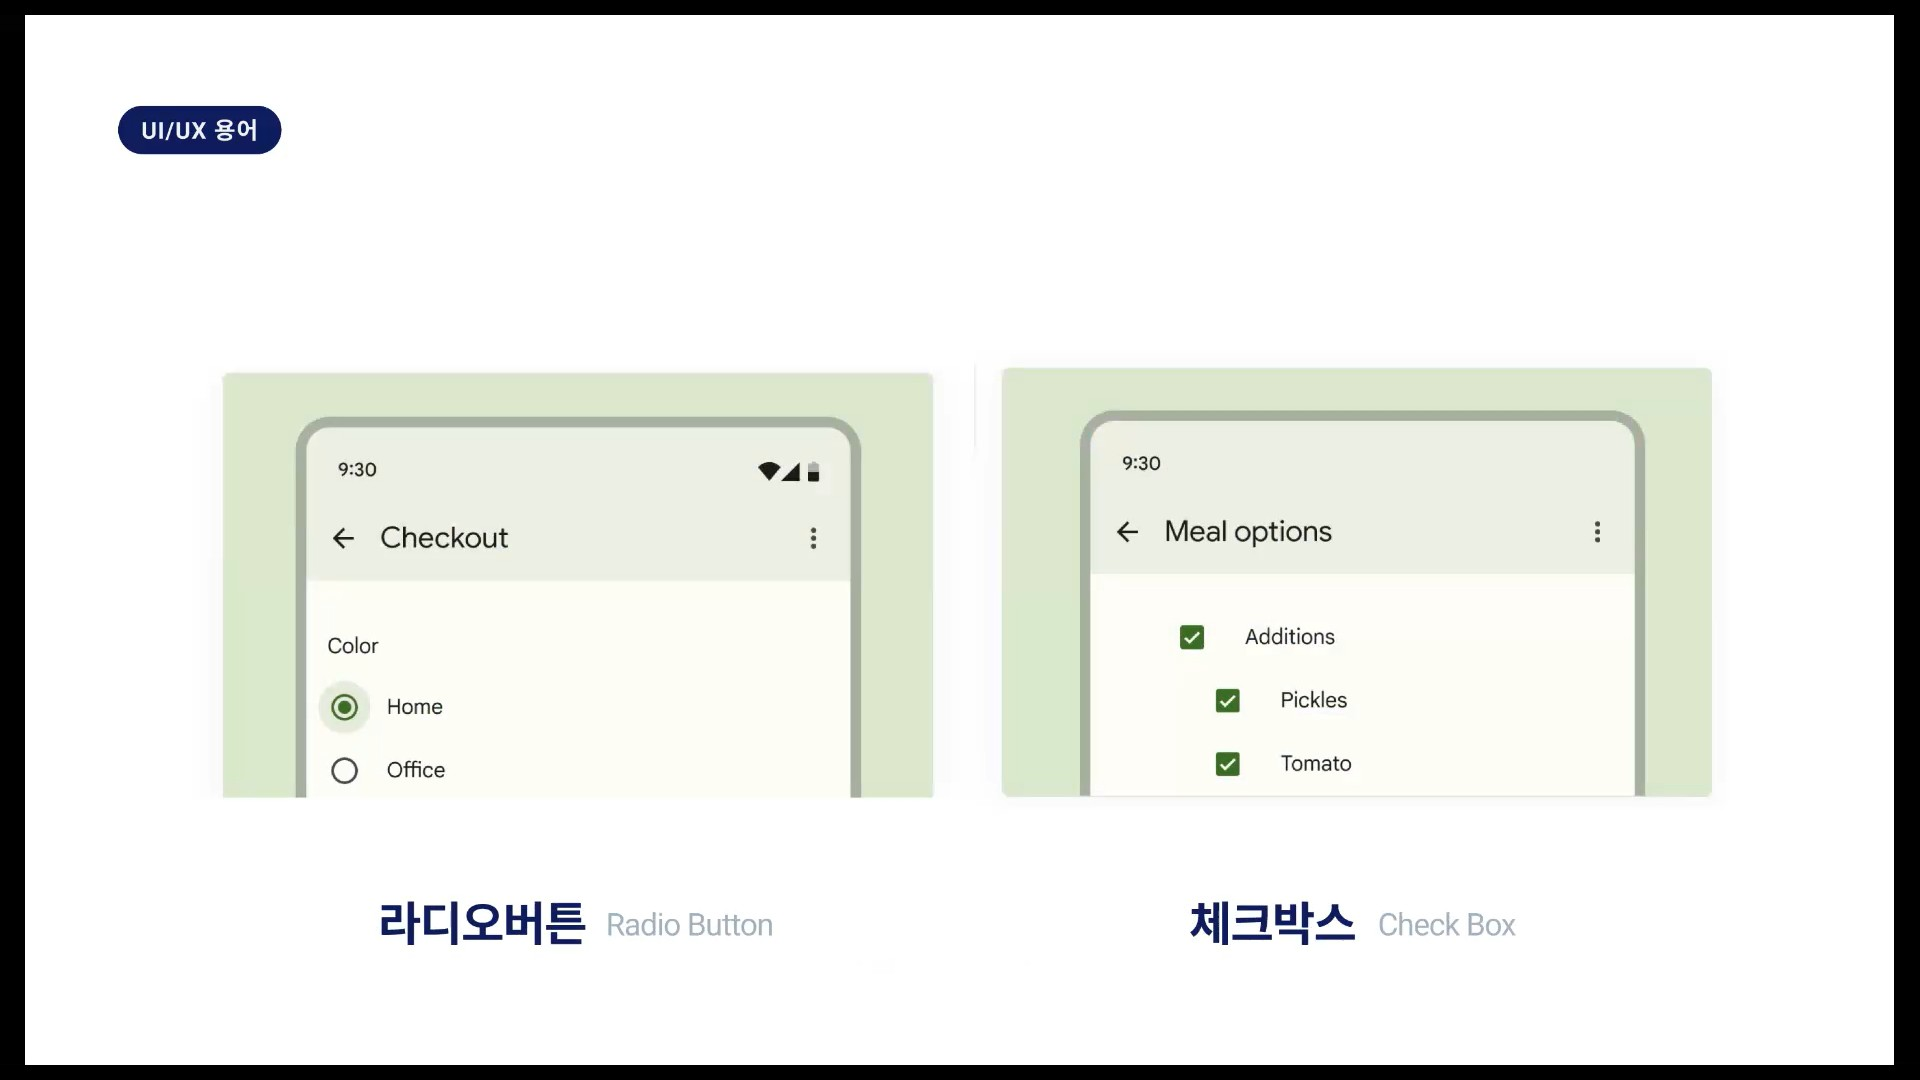 UI/UX 용어
9:30
Checkout
Color
Home
Office
9:30
Meal options
Additions
Pickles
Tomato
라디오버튼 Radio Button
체크박스 Check Box